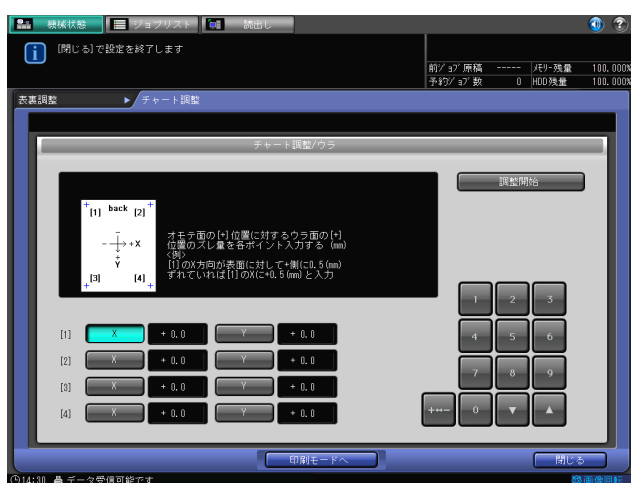 機械状態 ジョブリスト 読出し
[閉じる]で設定を終了します
前ｼﾞｮﾌﾞ原稿 ----- ﾒﾓﾘｰ残量 100.000%
予約ｼﾞｮﾌﾞ数 0 HDD残量 100.000%
表裏調整 チャート調整
チャート調整/ウラ
調整開始
[1] back [2]
- +X
+
Y
[3] [4]
オモテ面の[+]位置に対するウラ面の[+]
位置のズレ量を各ポイント入力する (mm)
<例>
[1]のX方向が表面に対して+側に0.5(mm)
ずれていれば[1]のXに+0.5(mm)と入力
1 2 3
4 5 6
7 8 9
+↔- 0 ▼ ▲
[1] X + 0.0 Y + 0.0
[2] X + 0.0 Y + 0.0
[3] X + 0.0 Y + 0.0
[4] X + 0.0 Y + 0.0
印刷モードへ 閉じる
14:30 データ受信可能です 画像回転